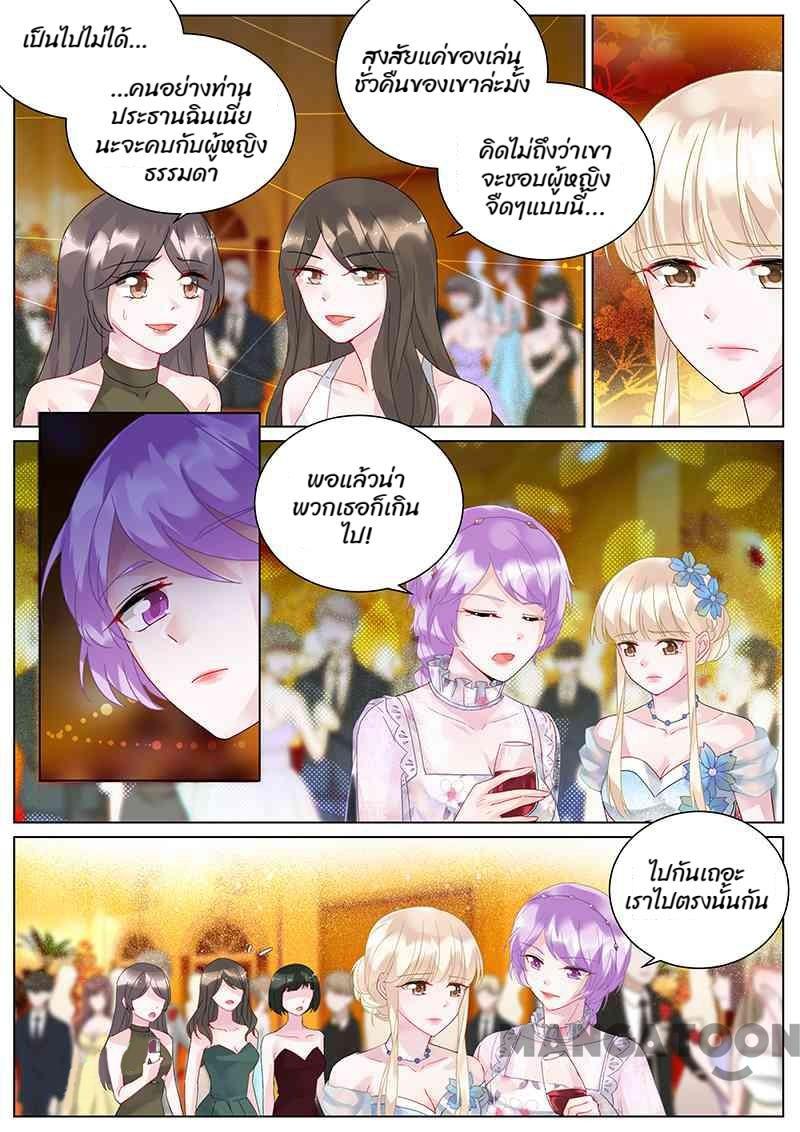 เป็นไปไม่ได้...
...คนอย่างท่าน
ประธานฉินเนี่ย
นะจะคบกับผู้หญิง
ธรรมดา
สงสัยแค่ของเล่น
ชั่วคืนของเขาล่ะมั้ง
คิดไม่ถึงว่าเขา
จะชอบผู้หญิง
จืดๆแบบนี้...
พอแล้วน่า
พวกเธอก็เกิน
ไป!
ไปกันเถอะ
เราไปตรงนั้นกัน
MANGATOON